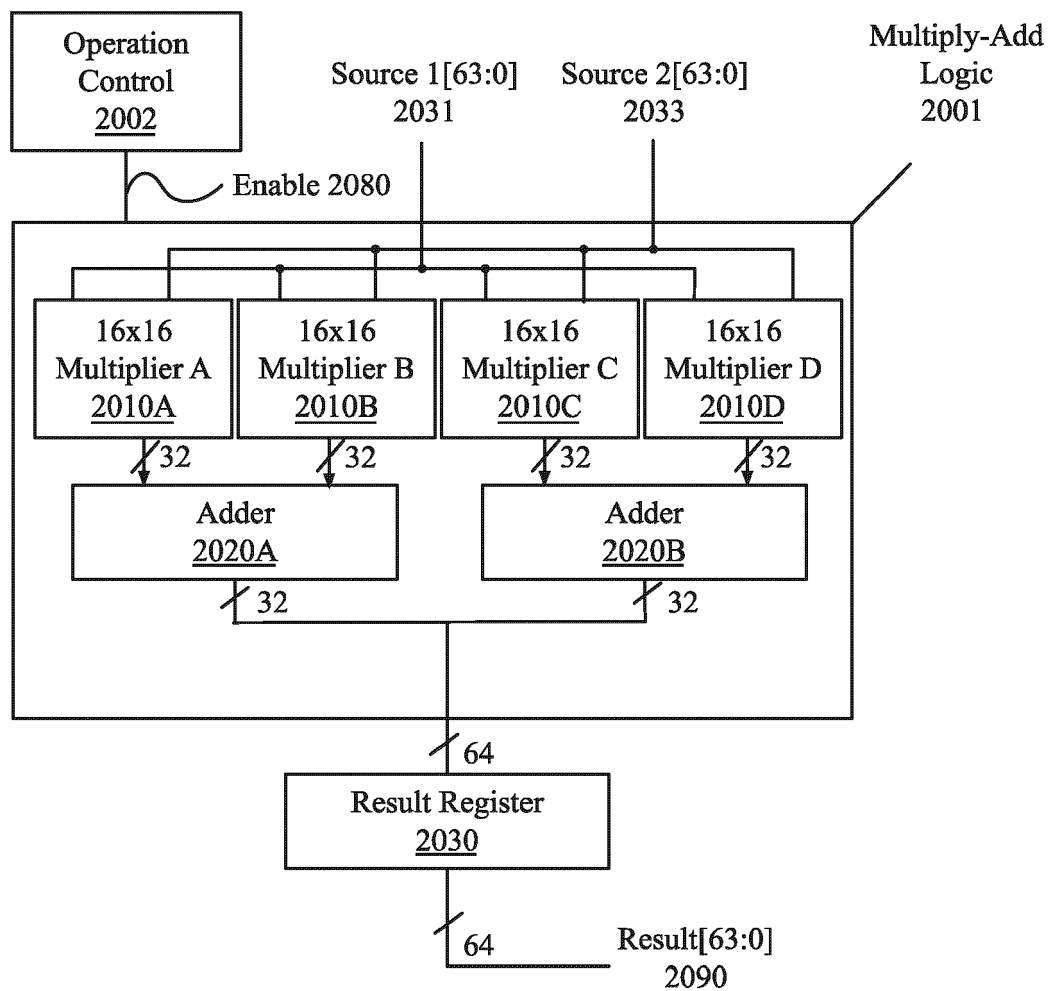 Operation
Control
2002
Source 1[63:0]
2031
Source 2[63:0]
2033
Multiply-Add
Logic
2001
Enable 2080
16x16
Multiplier A
2010A
16x16
Multiplier B
2010B
16x16
Multiplier C
2010C
16x16
Multiplier D
2010D
32
32
32
32
Adder
2020A
Adder
2020B
32
32
64
Result Register
2030
64
Result[63:0]
2090